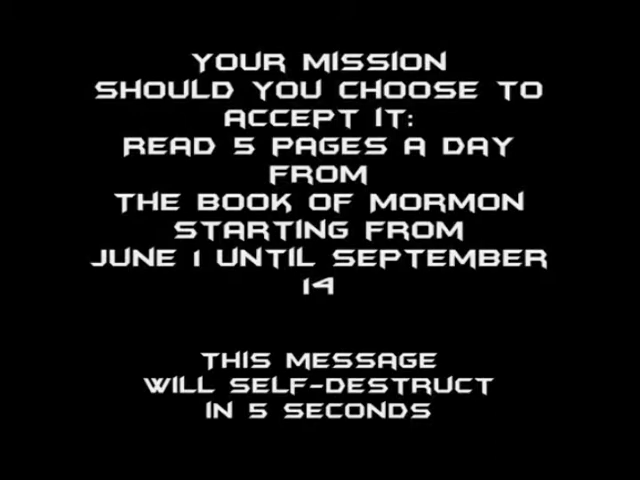 YOUR MISSION
SHOULD YOU CHOOSE TO
ACCEPT IT:
READ 5 PAGES A DAY
FROM
THE BOOK OF MORMON
STARTING FROM
JUNE 1 UNTIL SEPTEMBER
14
THIS MESSAGE
WILL SELF-DESTRUCT
IN 5 SECONDS